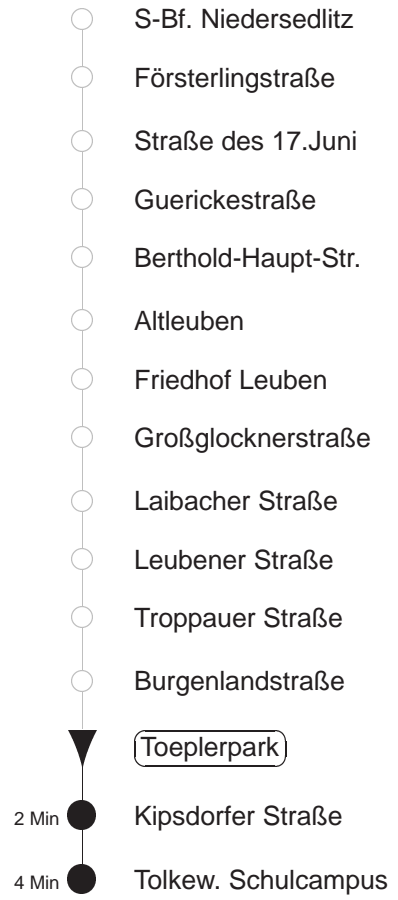 S-Bf. Niedersedlitz
Försterlingstraße
Straße des 17.Juni
Guerickestraße
Berthold-Haupt-Str.
Altleuben
Friedhof Leuben
Großglocknerstraße
Laibacher Straße
Leubener Straße
Troppauer Straße
Burgenlandstraße
Toeplerpark
2 Min Kipsdorfer Straße
4 Min Tolkew. Schulcampus